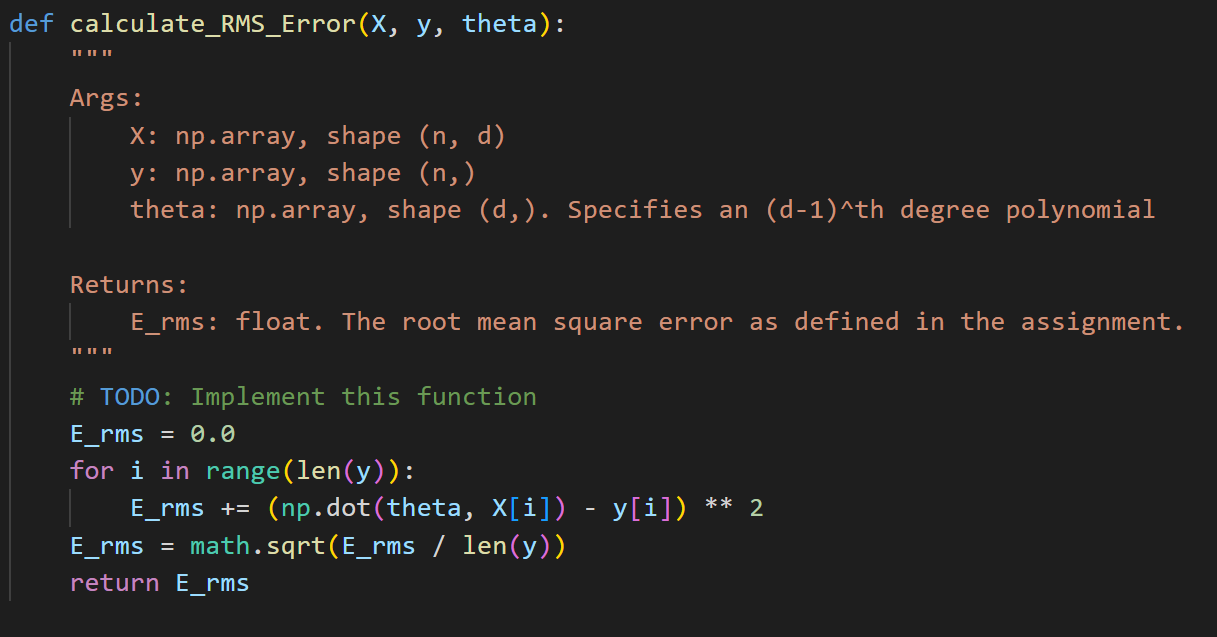 def calculate_RMS_Error(X, y, theta):
    """
    Args:
        X: np.array, shape (n, d)
        y: np.array, shape (n,)
        theta: np.array, shape (d,). Specifies an (d-1)^th degree polynomial

    Returns:
        E_rms: float. The root mean square error as defined in the assignment.
    """
    # TODO: Implement this function
    E_rms = 0.0
    for i in range(len(y)):
        E_rms += (np.dot(theta, X[i]) - y[i]) ** 2
    E_rms = math.sqrt(E_rms / len(y))
    return E_rms